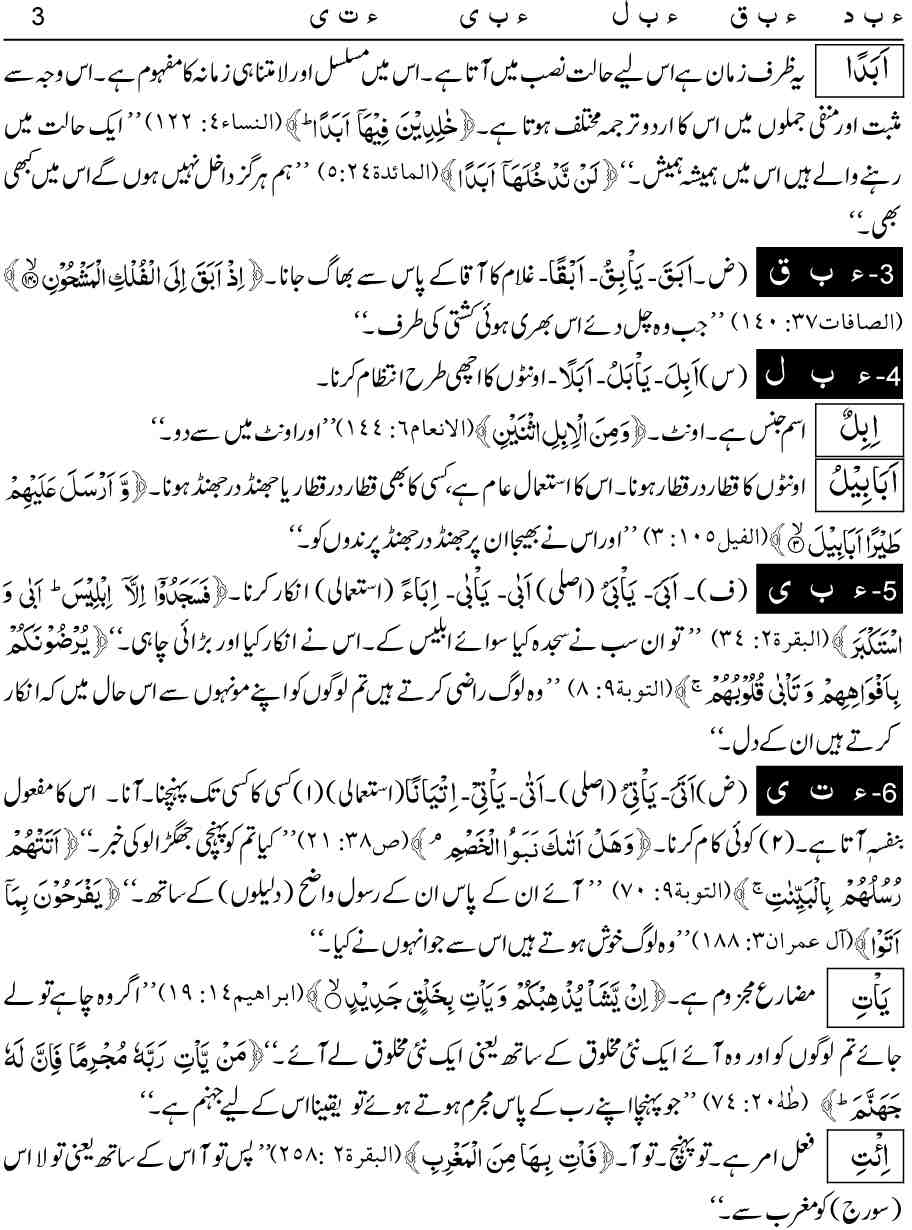 ء ب د ء ب ق ء ب ل ء ب ی ء ت ی 3
اَبَدًا یہ ظرف زمان ہے اس لیے حالت نصب میں آتا ہے۔ اس میں مسلسل اور لامتناہی زمانہ کا مفہوم ہے۔ اس وجہ سے
مثبت اور منفی جملوں میں اس کا اردو ترجمہ مختلف ہوتا ہے۔ ﴿خٰلِدِيْنَ فِيْهَآ اَبَدًا ؕ﴾ (النساء٤: ١٢٢) ’’ایک حالت میں
رہنے والے ہیں اس میں ہمیشہ ہمیش۔‘‘ ﴿لَنْ نَّدْخُلَهَآ اَبَدًا﴾ (المائدة٥:٢٤) ’’ہم ہرگز داخل نہیں ہوں گے اس میں کبھی
بھی۔‘‘
3- ء ب ق (ض۔ اَبَقَ۔ يَاْبِقُ۔ اَبْقًا۔ غلام کا آقا کے پاس سے بھاگ جانا۔ ﴿اِذْ اَبَقَ اِلَى الْفُلْكِ الْمَشْحُوْنِ ۙ۝١٤٠﴾
(الصافات٣٧: ١٤٠) ’’جب وہ چل دئے اس بھری ہوئی کشتی کی طرف۔‘‘
4- ء ب ل (س) اَبِلَ۔ يَاْبَلُ۔ اَبَلًا۔ اونٹوں کا اچھی طرح انتظام کرنا۔
اِبِلٌ اسم جنس ہے۔ اونٹ۔ ﴿وَمِنَ الْاِبِلِ اثْنَيْنِ﴾ (الانعام٦: ١٤٤) ’’اور اونٹ میں سے دو۔‘‘
اَبَابِيْلُ اونٹوں کا قطار در قطار ہونا۔ اس کا استعمال عام ہے، کسی کا بھی قطار در قطار یا جھنڈ در جھنڈ ہونا۔ ﴿وَّ اَرْسَلَ عَلَيْهِمْ
طَيْرًا اَبَابِيْلَ ۙ۝٣﴾ (الفيل١٠٥: ٣) ’’اور اس نے بھیجا ان پر جھنڈ در جھنڈ پرندوں کو۔‘‘
5- ء ب ی (ف)۔ اَبَیَ۔ يَاْبَیُ (اصلی) اَبٰى۔ يَاْبٰى۔ اِبَاءً (استعمالی) انکار کرنا۔ ﴿فَسَجَدُوْٓا اِلَّآ اِبْلِيْسَ ؕ اَبٰى وَ
اسْتَكْبَرَ﴾ (البقرة٢: ٣٤) ’’تو ان سب نے سجدہ کیا سوائے ابلیس کے۔ اس نے انکار کیا اور بڑائی چاہی۔‘‘ ﴿يُرْضُوْنَكُمْ
بِاَفْوَاهِهِمْ وَ تَاْبٰى قُلُوْبُهُمْ ۚ﴾ (التوبة٩: ٨) ’’وہ لوگ راضی کرتے ہیں تم لوگوں کو اپنے مونہوں سے اس حال میں کہ انکار
کرتے ہیں ان کے دل۔‘‘
6- ء ت ی (ض) اَتَیَ۔ يَاْتِیُ (اصلی)۔ اَتٰى۔ يَاْتِيْ۔ اِتْيَانًا (استعمالی) (١) کسی کا کسی تک پہنچنا۔ آنا۔ اس کا مفعول
بنفسہٖ آتا ہے۔ (٢) کوئی کام کرنا۔ ﴿وَهَلْ اَتٰىكَ نَبَؤُا الْخَصْمِ ۘ﴾ (ص٣٨: ٢١) ’’کیا تم کو پہنچی جھگڑالو کی خبر۔‘‘ ﴿اَتَتْهُمْ
رُسُلُهُمْ بِالْبَيِّنٰتِ ۚ﴾ (التوبة٩: ٧٠) ’’آئے ان کے پاس ان کے رسول واضح (دلیلوں) کے ساتھ۔‘‘ ﴿يَفْرَحُوْنَ بِمَآ
اَتَوْا﴾ (آل عمران٣: ١٨٨) ’’وہ لوگ خوش ہوتے ہیں اس سے جو انہوں نے کیا۔‘‘
يَاْتِ مضارع مجزوم ہے۔ ﴿اِنْ يَّشَاْ يُذْهِبْكُمْ وَ يَاْتِ بِخَلْقٍ جَدِيْدٍ ۙ۝﴾ (ابراهيم١٤: ١٩) ’’اگر وہ چاہے تو لے
جائے تم لوگوں کو اور وہ آئے ایک نئی مخلوق کے ساتھ یعنی ایک نئی مخلوق لے آئے۔‘‘ ﴿مَنْ يَّاْتِ رَبَّهٗ مُجْرِمًا فَاِنَّ لَهٗ
جَهَنَّمَ ؕ﴾ (طٰهٰ٢٠: ٧٤) ’’جو پہنچا اپنے رب کے پاس مجرم ہوتے ہوئے تو یقینا اس کے لیے جہنم ہے۔‘‘
اِئْتِ فعل امر ہے۔ تو پہنچ۔ تو آ۔ ﴿فَاْتِ بِهَا مِنَ الْمَغْرِبِ﴾ (البقرة٢: ٢٥٨) ’’پس تو آ اس کے ساتھ یعنی تو لا اس
(سورج) کو مغرب سے۔‘‘